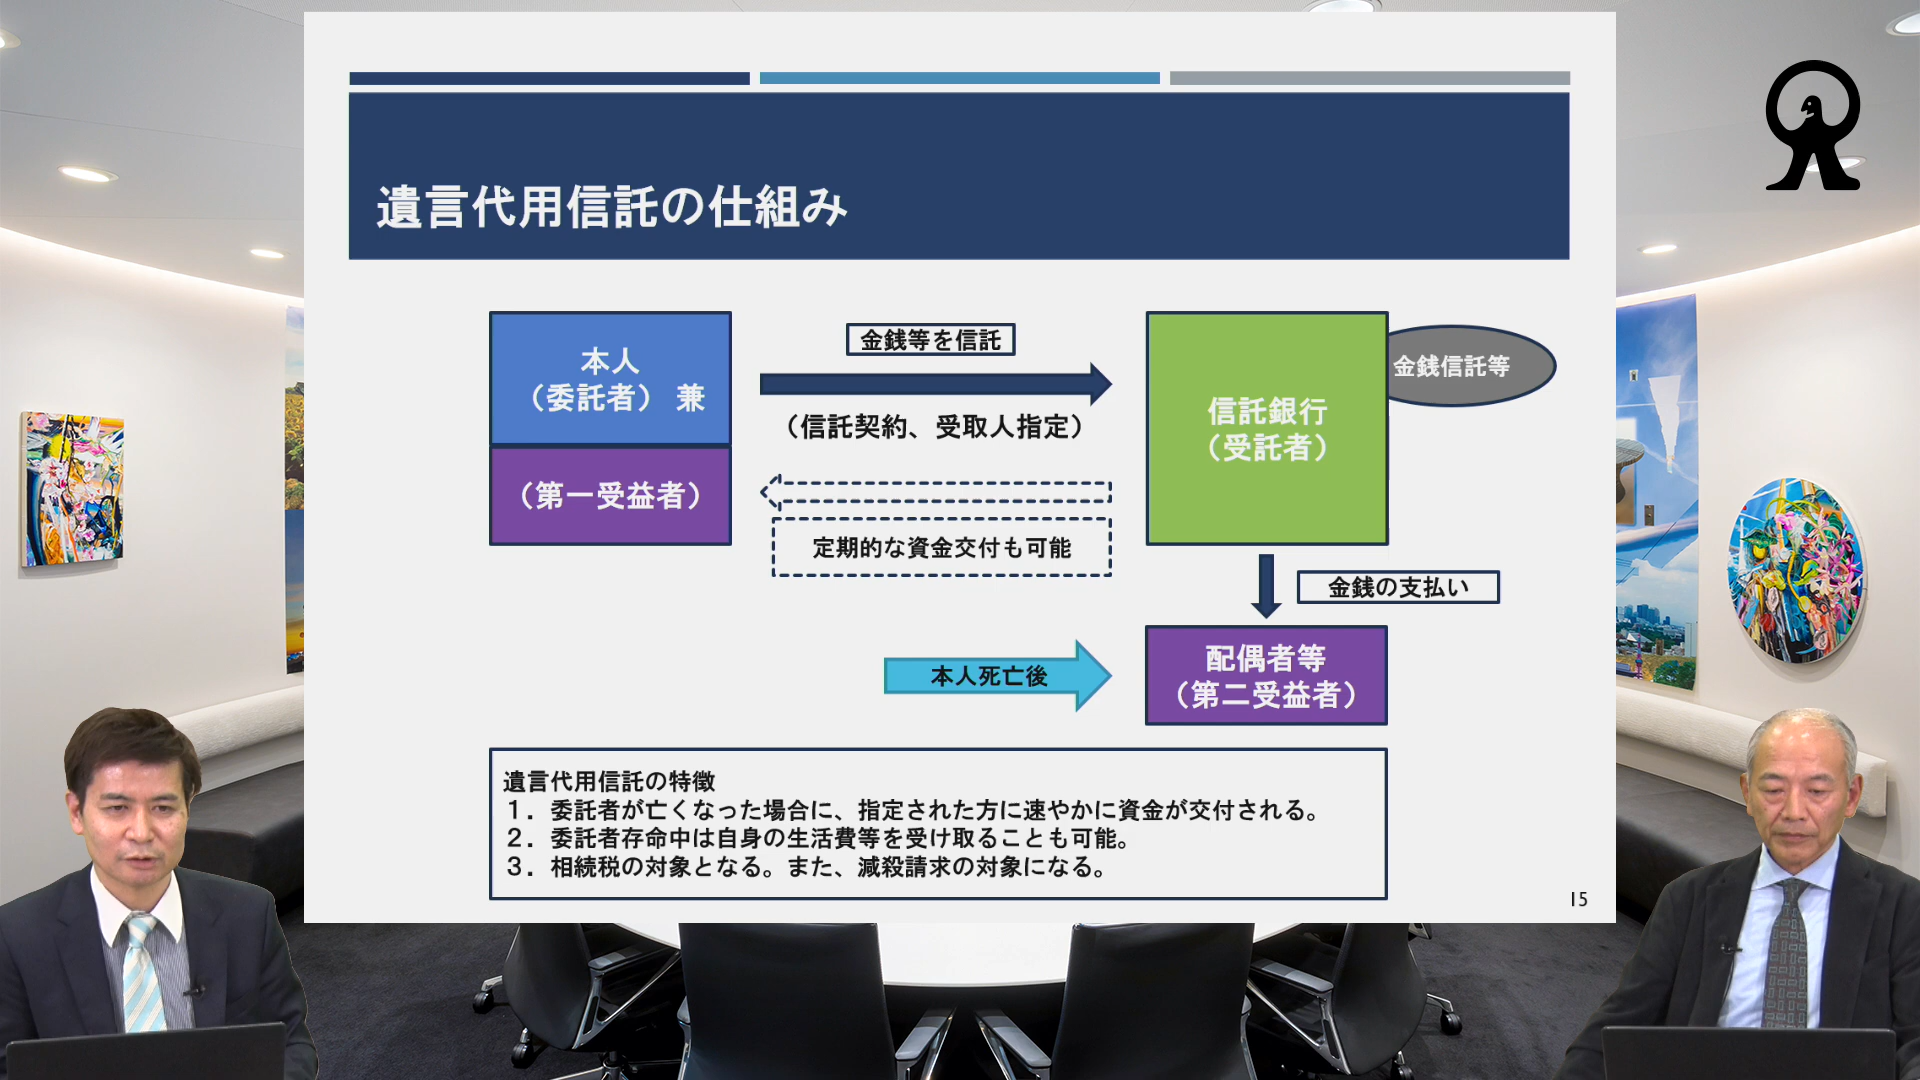 遺言代用信託の仕組み
本人
（委託者） 兼
（第一受益者）
金銭等を信託
（信託契約、受取人指定）
定期的な資金交付も可能
信託銀行
（受託者）
金銭信託等
金銭の支払い
本人死亡後
配偶者等
（第二受益者）
遺言代用信託の特徴
１．委託者が亡くなった場合に、指定された方に速やかに資金が交付される。
２．委託者存命中は自身の生活費等を受け取ることも可能。
３．相続税の対象となる。また、減殺請求の対象になる。
15